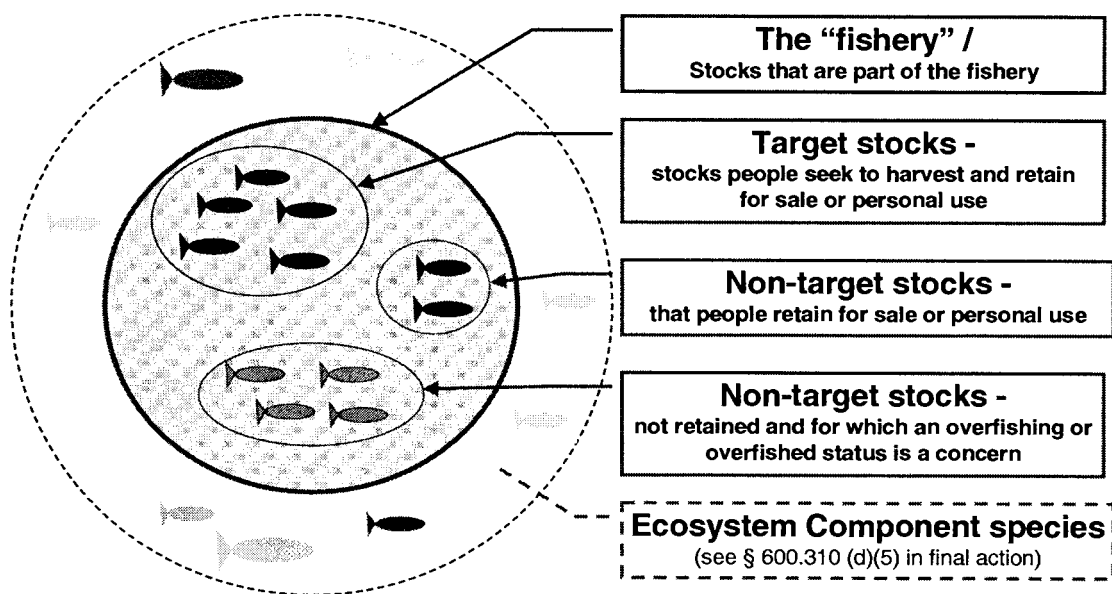 The “fishery” /
Stocks that are part of the fishery
Target stocks -
stocks people seek to harvest and retain
for sale or personal use
Non-target stocks -
that people retain for sale or personal use
Non-target stocks -
not retained and for which an overfishing or
overfished status is a concern
Ecosystem Component species
(see § 600.310 (d)(5) in final action)